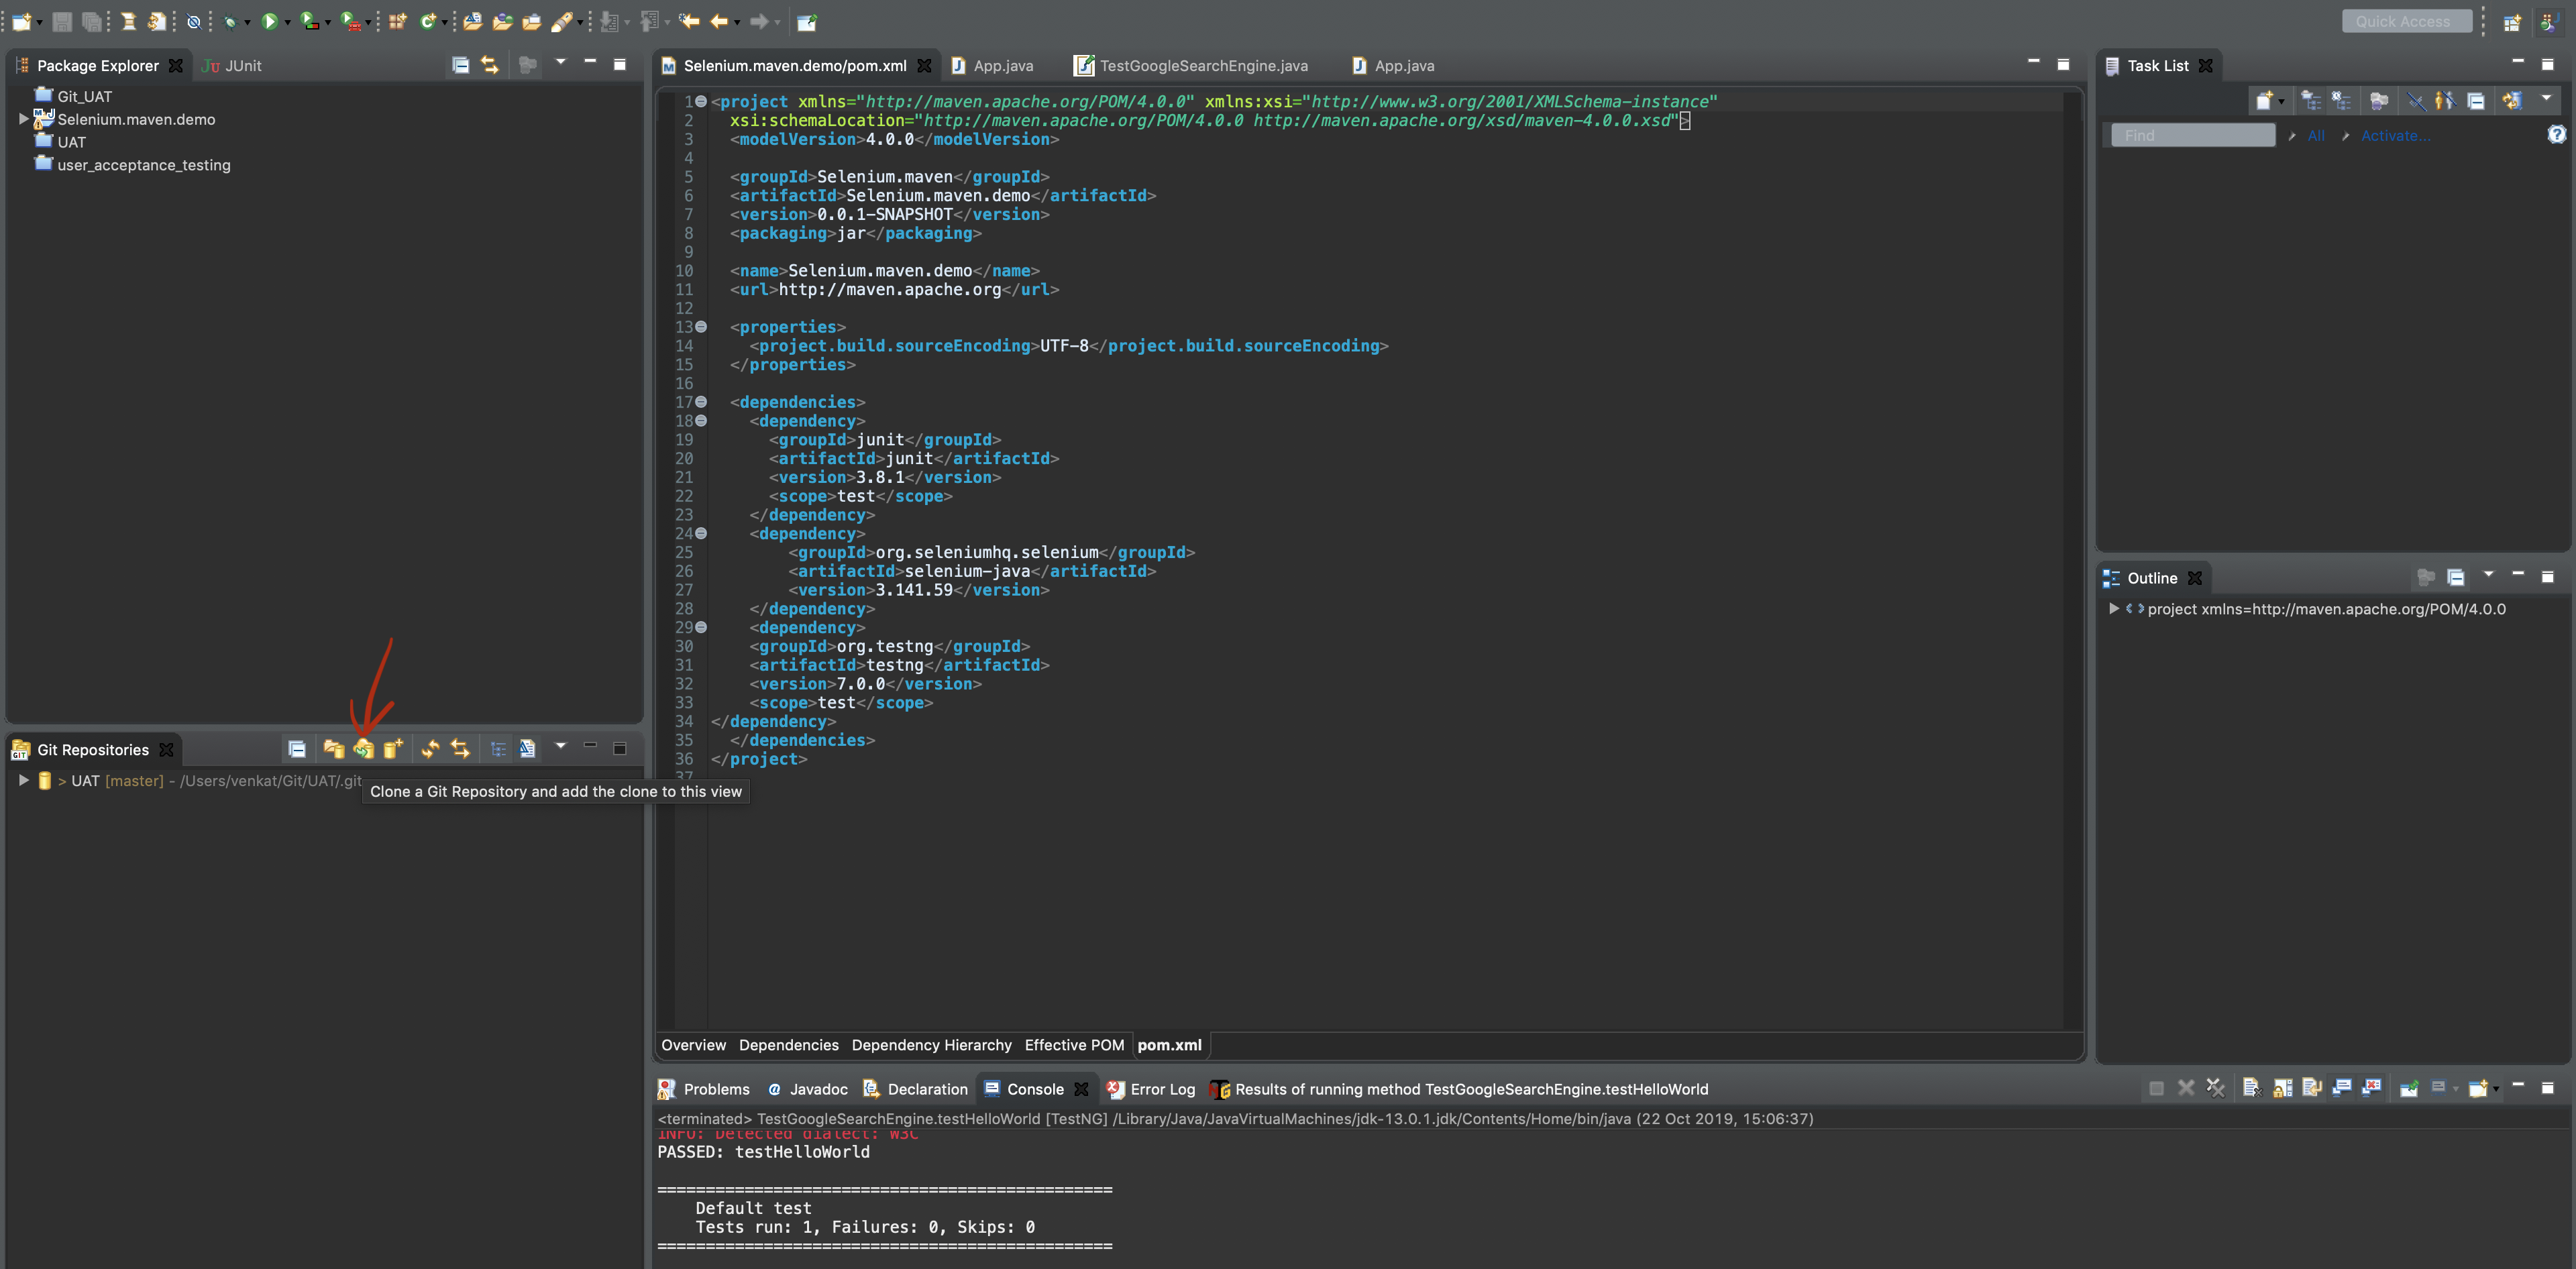 Quick Access
Package Explorer
JUnit
Git_UAT
Selenium.maven.demo
UAT
user_acceptance_testing
Git Repositories
> UAT [master] - /Users/venkat/Git/UAT/.git
Clone a Git Repository and add the clone to this view
Selenium.maven.demo/pom.xml
App.java
TestGoogleSearchEngine.java
App.java
1 <project xmlns="http://maven.apache.org/POM/4.0.0" xmlns:xsi="http://www.w3.org/2001/XMLSchema-instance"
2 xsi:schemaLocation="http://maven.apache.org/POM/4.0.0 http://maven.apache.org/xsd/maven-4.0.0.xsd">
3 <modelVersion>4.0.0</modelVersion>
4
5 <groupId>Selenium.maven</groupId>
6 <artifactId>Selenium.maven.demo</artifactId>
7 <version>0.0.1-SNAPSHOT</version>
8 <packaging>jar</packaging>
9
10 <name>Selenium.maven.demo</name>
11 <url>http://maven.apache.org</url>
12
13 <properties>
14 <project.build.sourceEncoding>UTF-8</project.build.sourceEncoding>
15 </properties>
16
17 <dependencies>
18 <dependency>
19 <groupId>junit</groupId>
20 <artifactId>junit</artifactId>
21 <version>3.8.1</version>
22 <scope>test</scope>
23 </dependency>
24 <dependency>
25 <groupId>org.seleniumhq.selenium</groupId>
26 <artifactId>selenium-java</artifactId>
27 <version>3.141.59</version>
28 </dependency>
29 <dependency>
30 <groupId>org.testng</groupId>
31 <artifactId>testng</artifactId>
32 <version>7.0.0</version>
33 <scope>test</scope>
34 </dependency>
35 </dependencies>
36 </project>
37
Overview Dependencies Dependency Hierarchy Effective POM pom.xml
Task List
Find
All
Activate...
Outline
project xmlns=http://maven.apache.org/POM/4.0.0
Problems @ Javadoc Declaration Console Error Log Results of running method TestGoogleSearchEngine.testHelloWorld
<terminated> TestGoogleSearchEngine.testHelloWorld [TestNG] /Library/Java/JavaVirtualMachines/jdk-13.0.1.jdk/Contents/Home/bin/java (22 Oct 2019, 15:06:37)
INFO: Detected dialect: W3C
PASSED: testHelloWorld
===============================================
Default test
Tests run: 1, Failures: 0, Skips: 0
===============================================